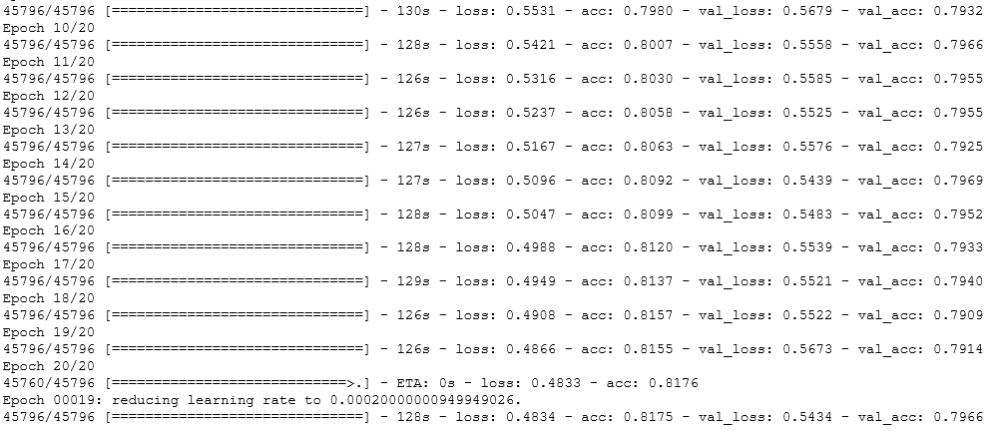 45796/45796 [==============================] - 130s - loss: 0.5531 - acc: 0.7980 - val_loss: 0.5679 - val_acc: 0.7932
Epoch 10/20
45796/45796 [==============================] - 128s - loss: 0.5421 - acc: 0.8007 - val_loss: 0.5558 - val_acc: 0.7966
Epoch 11/20
45796/45796 [==============================] - 126s - loss: 0.5316 - acc: 0.8030 - val_loss: 0.5585 - val_acc: 0.7955
Epoch 12/20
45796/45796 [==============================] - 126s - loss: 0.5237 - acc: 0.8058 - val_loss: 0.5525 - val_acc: 0.7955
Epoch 13/20
45796/45796 [==============================] - 127s - loss: 0.5167 - acc: 0.8063 - val_loss: 0.5576 - val_acc: 0.7925
Epoch 14/20
45796/45796 [==============================] - 127s - loss: 0.5096 - acc: 0.8092 - val_loss: 0.5439 - val_acc: 0.7969
Epoch 15/20
45796/45796 [==============================] - 128s - loss: 0.5047 - acc: 0.8099 - val_loss: 0.5483 - val_acc: 0.7952
Epoch 16/20
45796/45796 [==============================] - 128s - loss: 0.4988 - acc: 0.8120 - val_loss: 0.5539 - val_acc: 0.7933
Epoch 17/20
45796/45796 [==============================] - 129s - loss: 0.4949 - acc: 0.8137 - val_loss: 0.5521 - val_acc: 0.7940
Epoch 18/20
45796/45796 [==============================] - 126s - loss: 0.4908 - acc: 0.8157 - val_loss: 0.5522 - val_acc: 0.7909
Epoch 19/20
45796/45796 [==============================] - 126s - loss: 0.4866 - acc: 0.8155 - val_loss: 0.5673 - val_acc: 0.7914
Epoch 20/20
45760/45796 [============================>.] - ETA: 0s - loss: 0.4833 - acc: 0.8176
Epoch 00019: reducing learning rate to 0.00020000000949949026.
45796/45796 [==============================] - 128s - loss: 0.4834 - acc: 0.8175 - val_loss: 0.5434 - val_acc: 0.7966